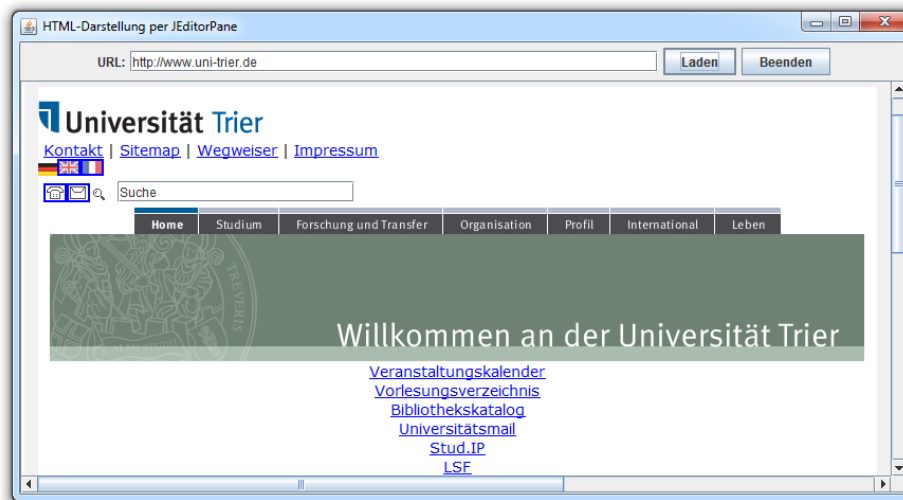 HTML-Darstellung per JEditorPane
URL: http://www.uni-trier.de Laden Beenden
Universität Trier
Kontakt | Sitemap | Wegweiser | Impressum
Suche
Home Studium Forschung und Transfer Organisation Profil International Leben
TREVERIS
Willkommen an der Universität Trier
Veranstaltungskalender
Vorlesungsverzeichnis
Bibliothekskatalog
Universitätsmail
Stud.IP
LSF